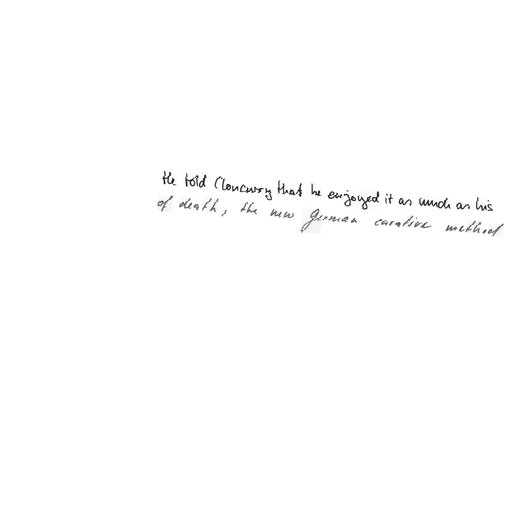 He told Cloncurry that he enjoyed it as much as his
of death, the new German curative method